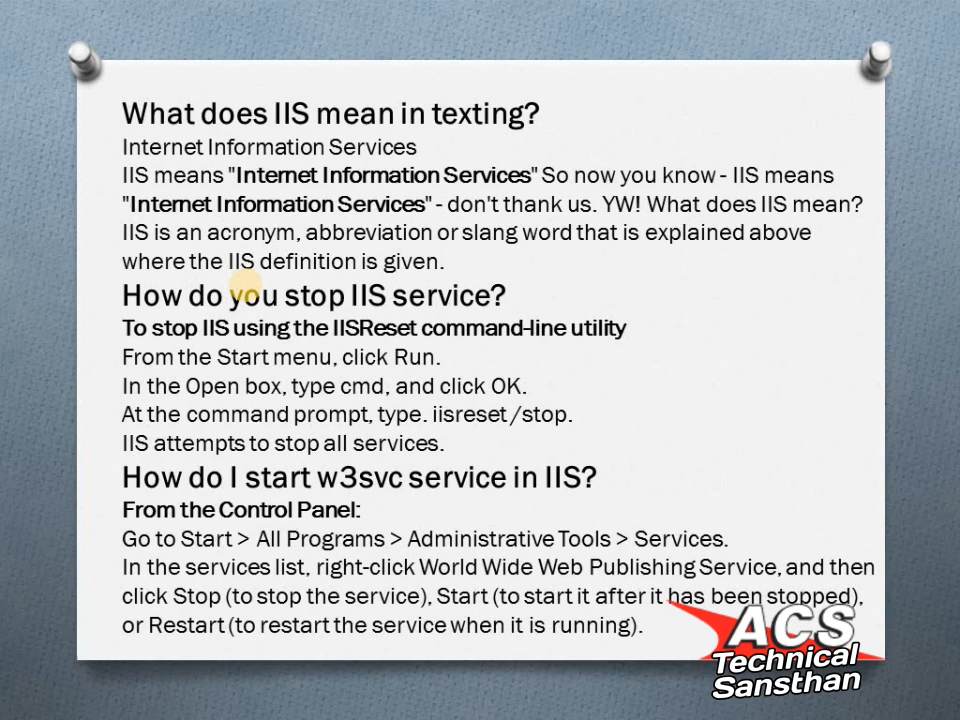 What does IIS mean in texting?
Internet Information Services
IIS means "Internet Information Services" So now you know - IIS means
"Internet Information Services" - don't thank us. YW! What does IIS mean?
IIS is an acronym, abbreviation or slang word that is explained above
where the IIS definition is given.
How do you stop IIS service?
To stop IIS using the IISReset command-line utility
From the Start menu, click Run.
In the Open box, type cmd, and click OK.
At the command prompt, type. iisreset /stop.
IIS attempts to stop all services.
How do I start w3svc service in IIS?
From the Control Panel:
Go to Start > All Programs > Administrative Tools > Services.
In the services list, right-click World Wide Web Publishing Service, and then
click Stop (to stop the service), Start (to start it after it has been stopped),
or Restart (to restart the service when it is running).
ACS
Technical
Sansthan